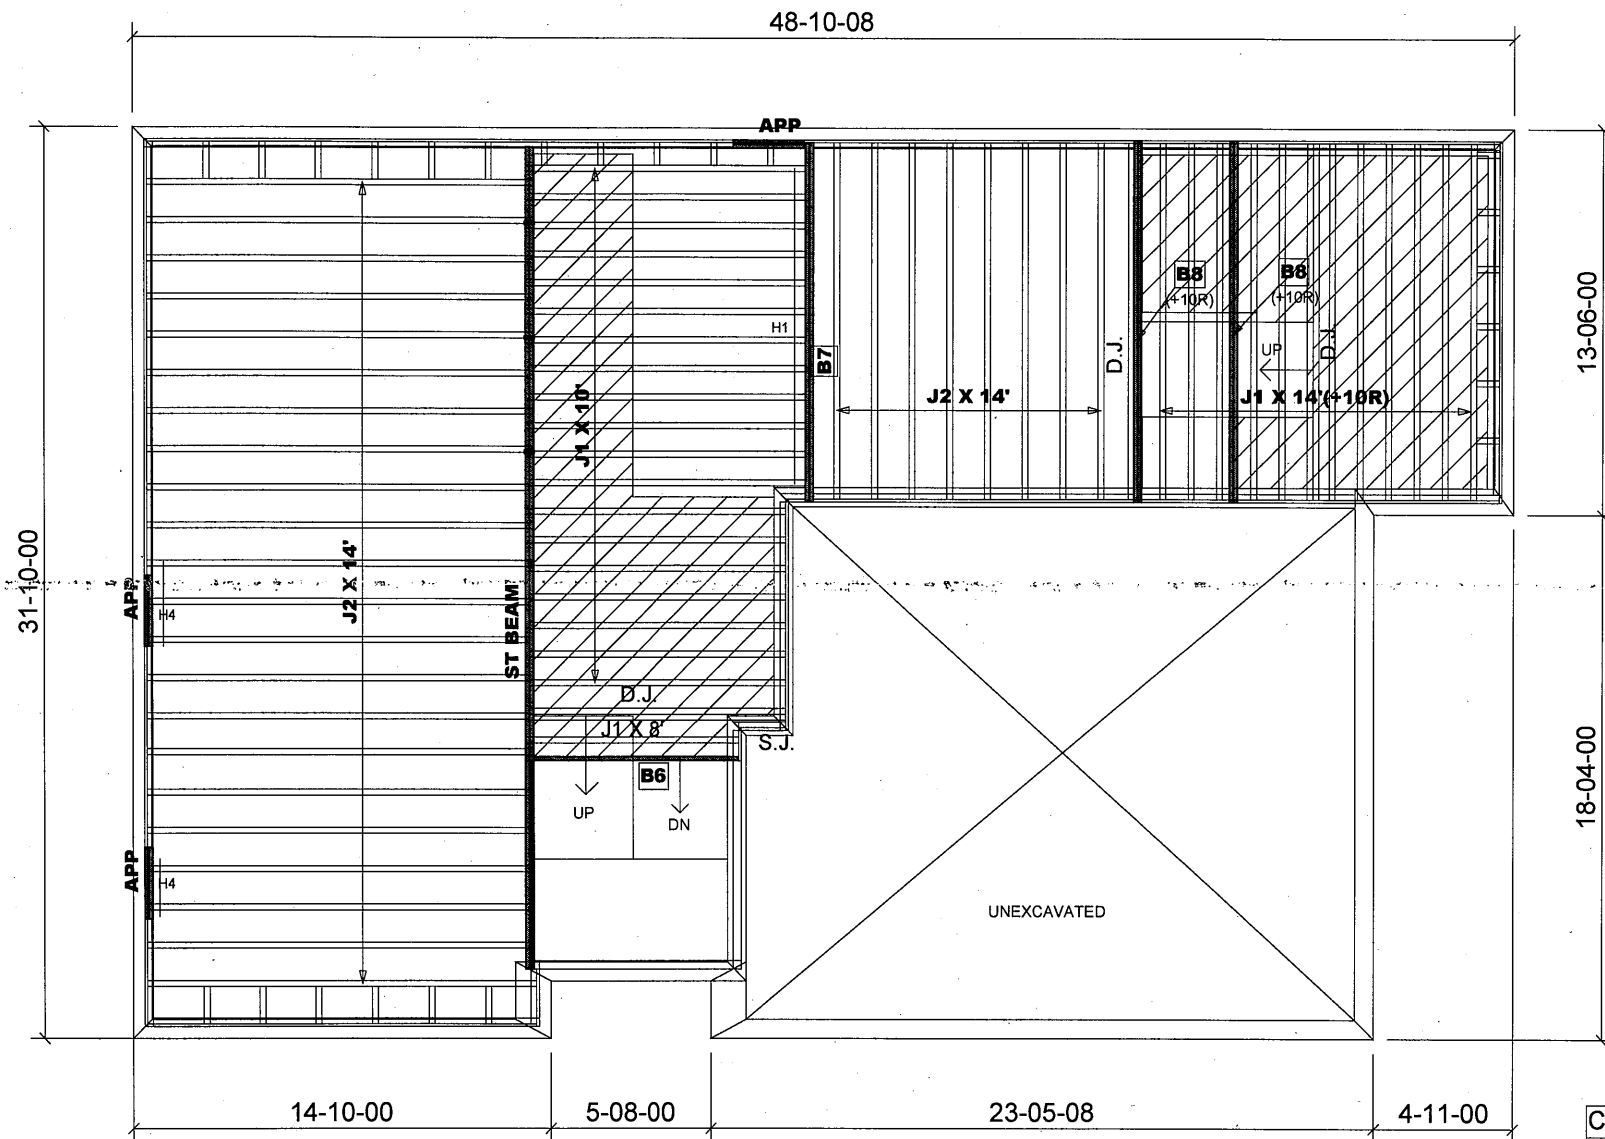 48-10-08
APP
B8
(+10R)
B8
(+10R)
H1
B7
D.J.
UP
D.J.
13-06-00
J2 X 14'
J1 X 14'(+10R)
J1 X 10'
31-10-00
J2 X 14'
APP
H4
ST BEAM
D.J.
J1 X 8'
S.J.
B6
UP
DN
18-04-00
APP
H4
UNEXCAVATED
14-10-00
5-08-00
23-05-08
4-11-00
C